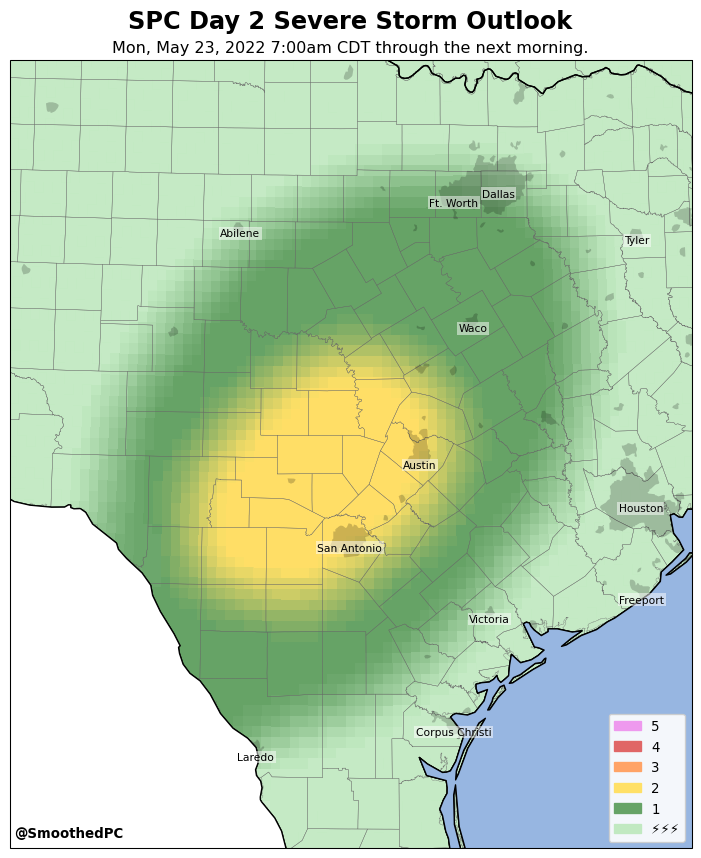 SPC Day 2 Severe Storm Outlook
Mon, May 23, 2022 7:00am CDT through the next morning.
Dallas
Ft. Worth
Abilene
Tyler
Waco
Austin
Houston
San Antonio
Freeport
Victoria
Corpus Christi
Laredo
5
4
3
2
1
⚡⚡⚡
@SmoothedPC